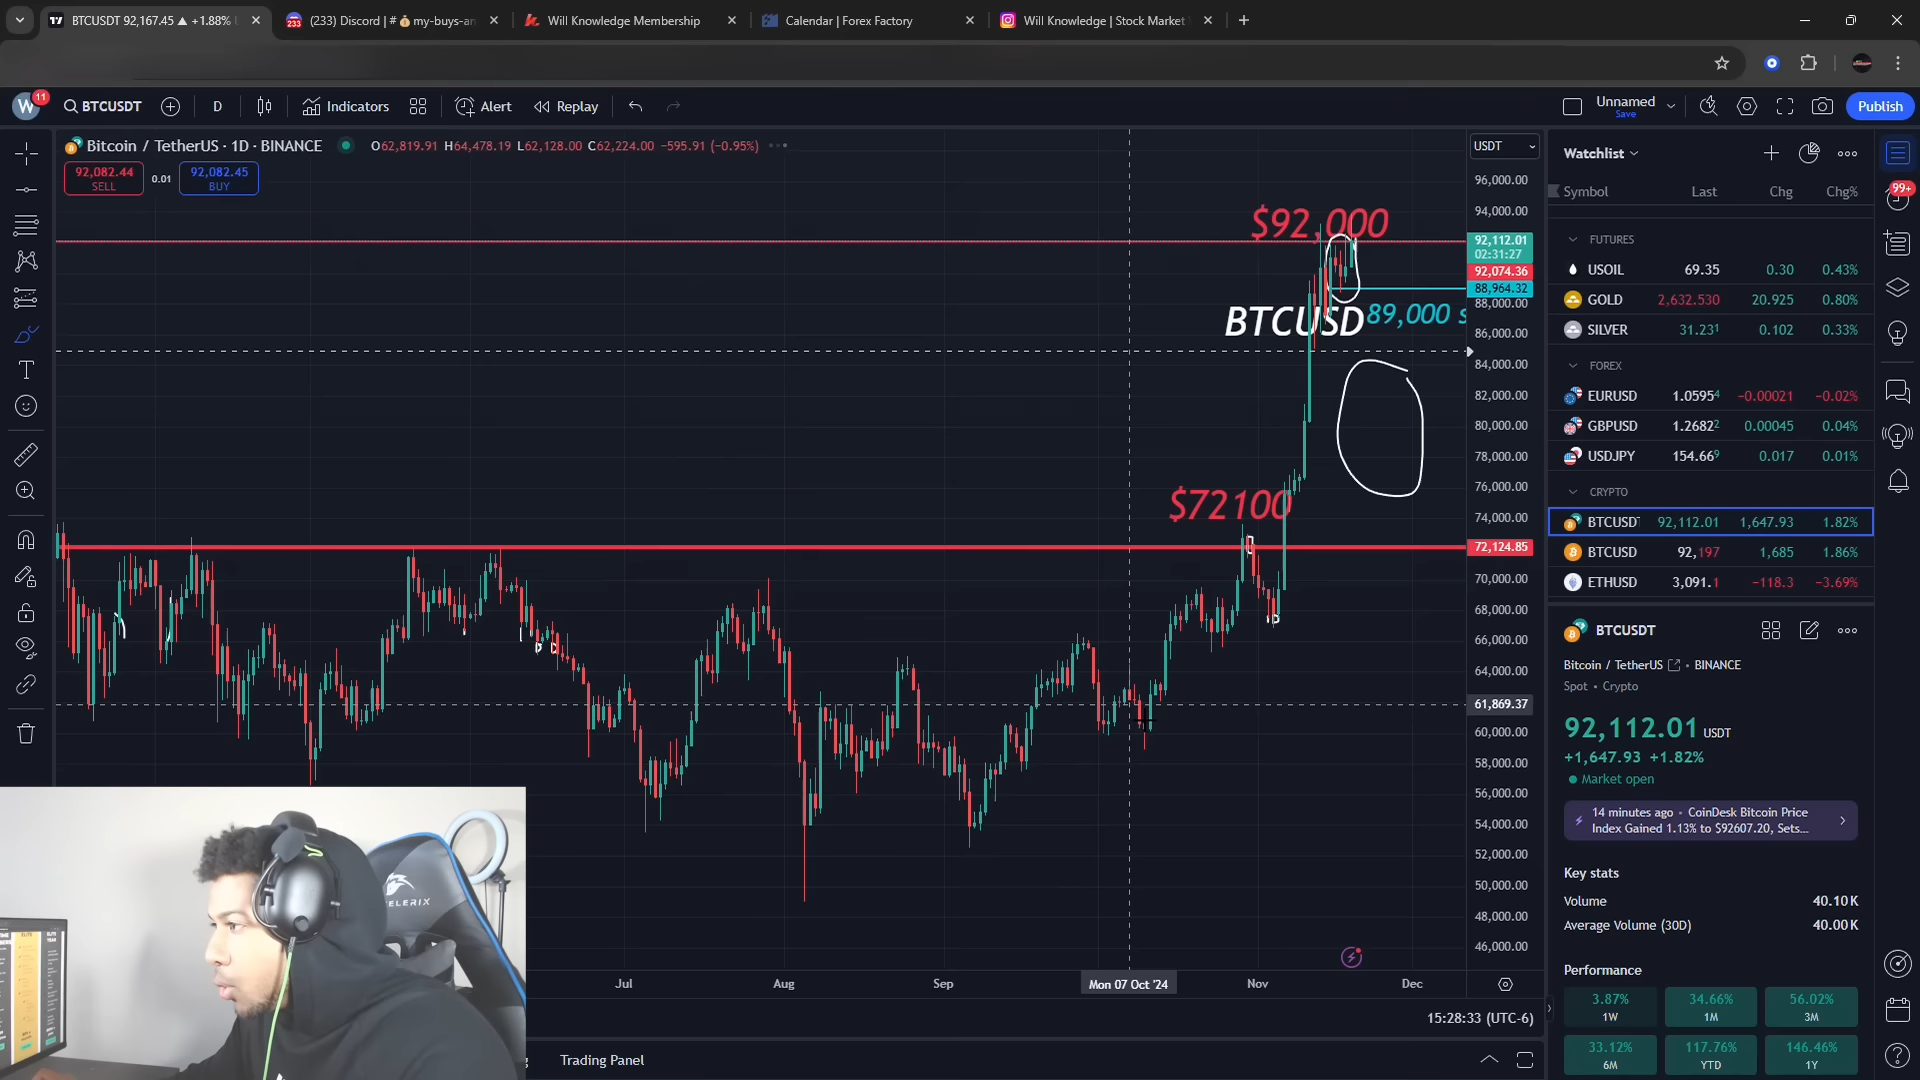 BTCUSDT 92,167.45 ▲ +1.88%
(233) Discord | # 💰my-buys-an
Will Knowledge Membership
Calendar | Forex Factory
Will Knowledge | Stock Market
W 11
BTCUSDT
D
Indicators
Alert
Replay
Unnamed
Save
Publish
Bitcoin / TetherUS · 1D · BINANCE
O62,819.91 H64,478.19 L62,128.00 C62,224.00 −595.91 (−0.95%)
92,082.44
SELL
0.01
92,082.45
BUY
USDT
96,000.00
94,000.00
92,112.01
02:31:27
92,074.36
88,964.32
88,000.00
86,000.00
84,000.00
82,000.00
80,000.00
78,000.00
76,000.00
74,000.00
72,124.85
70,000.00
68,000.00
66,000.00
64,000.00
61,869.37
60,000.00
58,000.00
56,000.00
54,000.00
52,000.00
50,000.00
48,000.00
46,000.00
$92,000
BTCUSD
89,000 s
$72100
Jul
Aug
Sep
Mon 07 Oct '24
Nov
Dec
15:28:33 (UTC-6)
Trading Panel
Watchlist
Symbol Last Chg Chg%
FUTURES
USOIL 69.35 0.30 0.43%
GOLD 2,632.530 20.925 0.80%
SILVER 31.231 0.102 0.33%
FOREX
EURUSD 1.05954 −0.00021 −0.02%
GBPUSD 1.26822 0.00045 0.04%
USDJPY 154.669 0.017 0.01%
CRYPTO
BTCUSDT 92,112.01 1,647.93 1.82%
BTCUSD 92,197 1,685 1.86%
ETHUSD 3,091.1 −118.3 −3.69%
99+
BTCUSDT
Bitcoin / TetherUS • BINANCE
Spot • Crypto
92,112.01 USDT
+1,647.93 +1.82%
Market open
14 minutes ago • CoinDesk Bitcoin Price
Index Gained 1.13% to $92607.20, Sets...
Key stats
Volume 40.10K
Average Volume (30D) 40.00K
Performance
3.87% 34.66% 56.02%
1W 1M 3M
33.12% 117.76% 146.46%
6M YTD 1Y